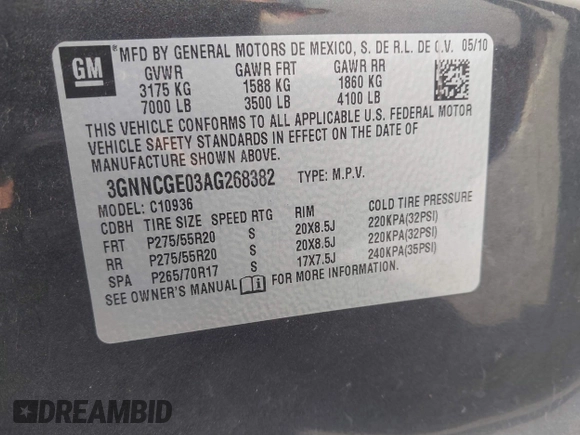 GM MFD BY GENERAL MOTORS DE MEXICO, S. DE R.L. DE C.V. 05/10
GVWR GAWR FRT GAWR RR
3175 KG 1588 KG 1860 KG
7000 LB 3500 LB 4100 LB
THIS VEHICLE CONFORMS TO ALL APPLICABLE U.S. FEDERAL MOTOR
VEHICLE SAFETY STANDARDS IN EFFECT ON THE DATE OF
MANUFACTURE SHOWN ABOVE.
3GNNCGE03AG268382 TYPE: M.P.V.
MODEL: C10936
CDBH TIRE SIZE SPEED RTG RIM COLD TIRE PRESSURE
FRT P275/55R20 S 20X8.5J 220KPA(32PSI)
RR P275/55R20 S 20X8.5J 220KPA(32PSI)
SPA P265/70R17 S 17X7.5J 240KPA(35PSI)
SEE OWNER'S MANUAL FOR MORE INFORMATION.
DREAMBID